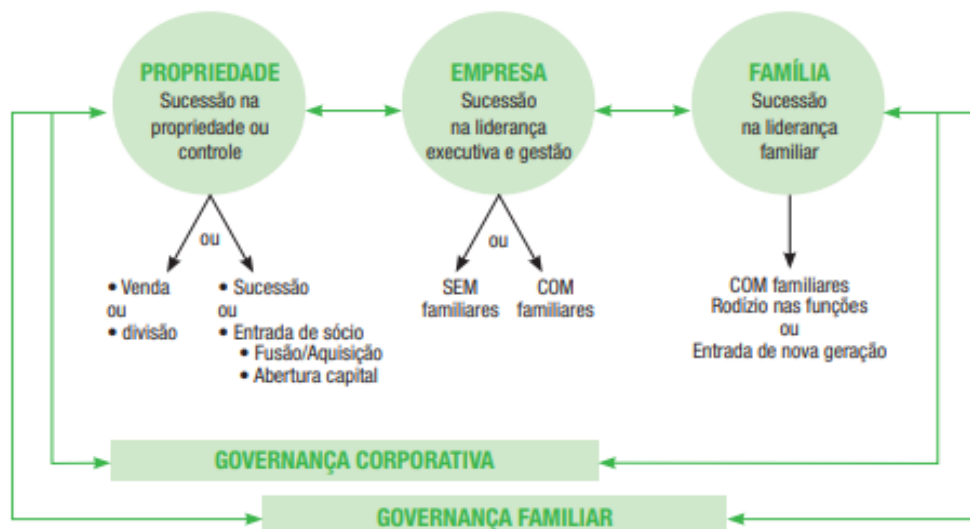 PROPRIEDADE
Sucessão na
propriedade ou
controle
EMPRESA
Sucessão
na liderança
executiva e gestão
FAMÍLIA
Sucessão
na liderança
familiar
ou
• Venda
ou
• divisão
• Sucessão
ou
• Entrada de sócio
• Fusão/Aquisição
• Abertura capital
ou
SEM
familiares
COM
familiares
COM familiares
Rodízio nas funções
ou
Entrada de nova geração
GOVERNANÇA CORPORATIVA
GOVERNANÇA FAMILIAR